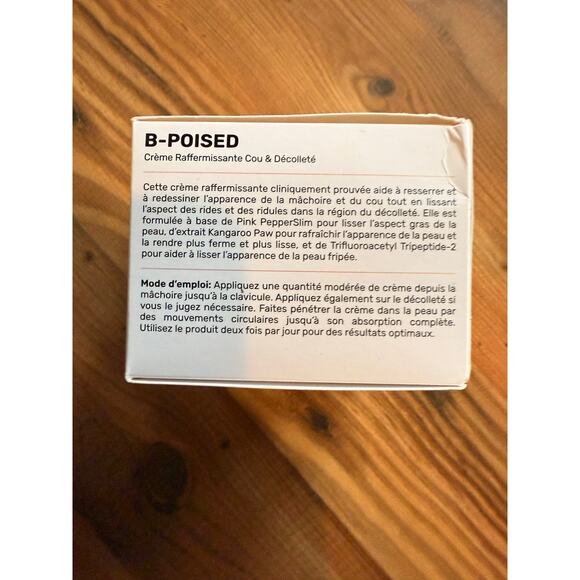 B-POISED
Crème Raffermissante Cou & Décolleté
Cette crème raffermissante cliniquement prouvée aide à resserrer et
à redessiner l'apparence de la mâchoire et du cou tout en lissant
l'aspect des rides et des ridules dans la région du décolleté. Elle est
formulée à base de Pink PepperSlim pour lisser l'aspect gras de la
peau, d'extrait Kangaroo Paw pour rafraîchir l'apparence de la peau et
la rendre plus ferme et plus lisse, et de Trifluoroacetyl Tripeptide-2
pour aider à lisser l'apparence de la peau fripée.
Mode d'emploi: Appliquez une quantité modérée de crème depuis la
mâchoire jusqu'à la clavicule. Appliquez également sur le décolleté si
vous le jugez nécessaire. Faites pénétrer la crème dans la peau par
des mouvements circulaires jusqu'à son absorption complète.
Utilisez le produit deux fois par jour pour des résultats optimaux.